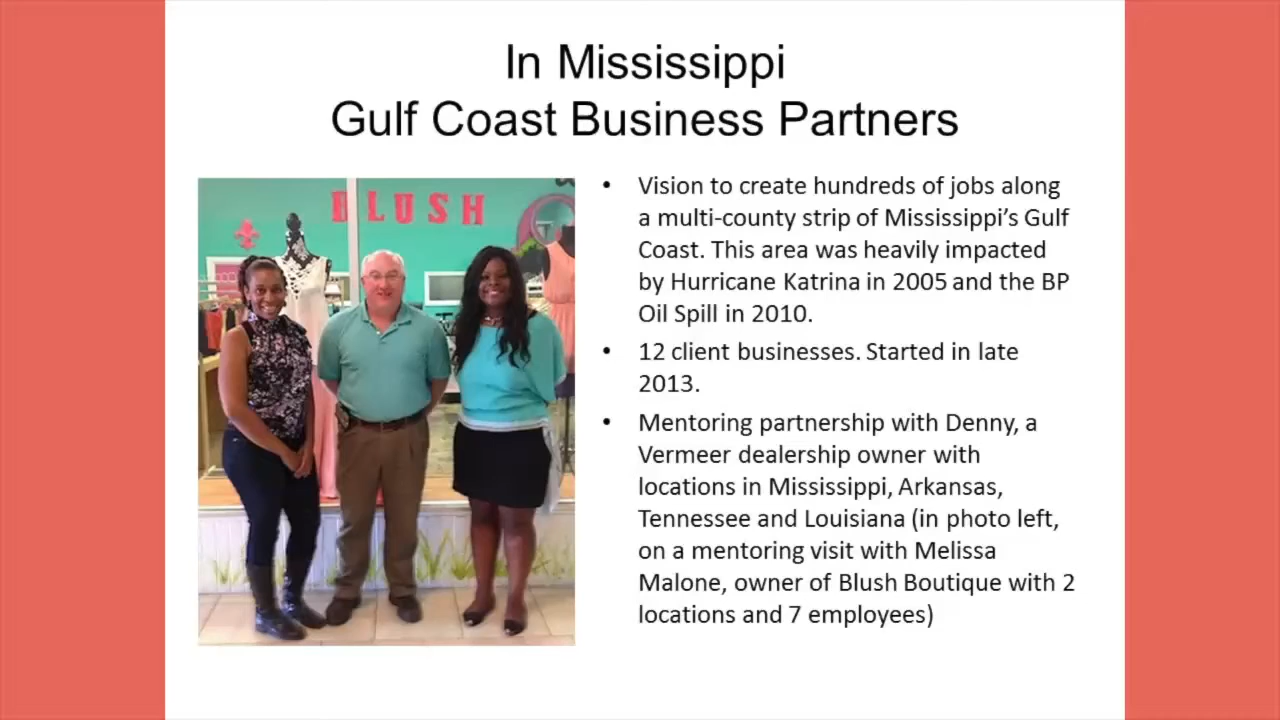 In Mississippi
Gulf Coast Business Partners
BLUSH
• Vision to create hundreds of jobs along
a multi-county strip of Mississippi’s Gulf
Coast. This area was heavily impacted
by Hurricane Katrina in 2005 and the BP
Oil Spill in 2010.
• 12 client businesses. Started in late
2013.
• Mentoring partnership with Denny, a
Vermeer dealership owner with
locations in Mississippi, Arkansas,
Tennessee and Louisiana (in photo left,
on a mentoring visit with Melissa
Malone, owner of Blush Boutique with 2
locations and 7 employees)